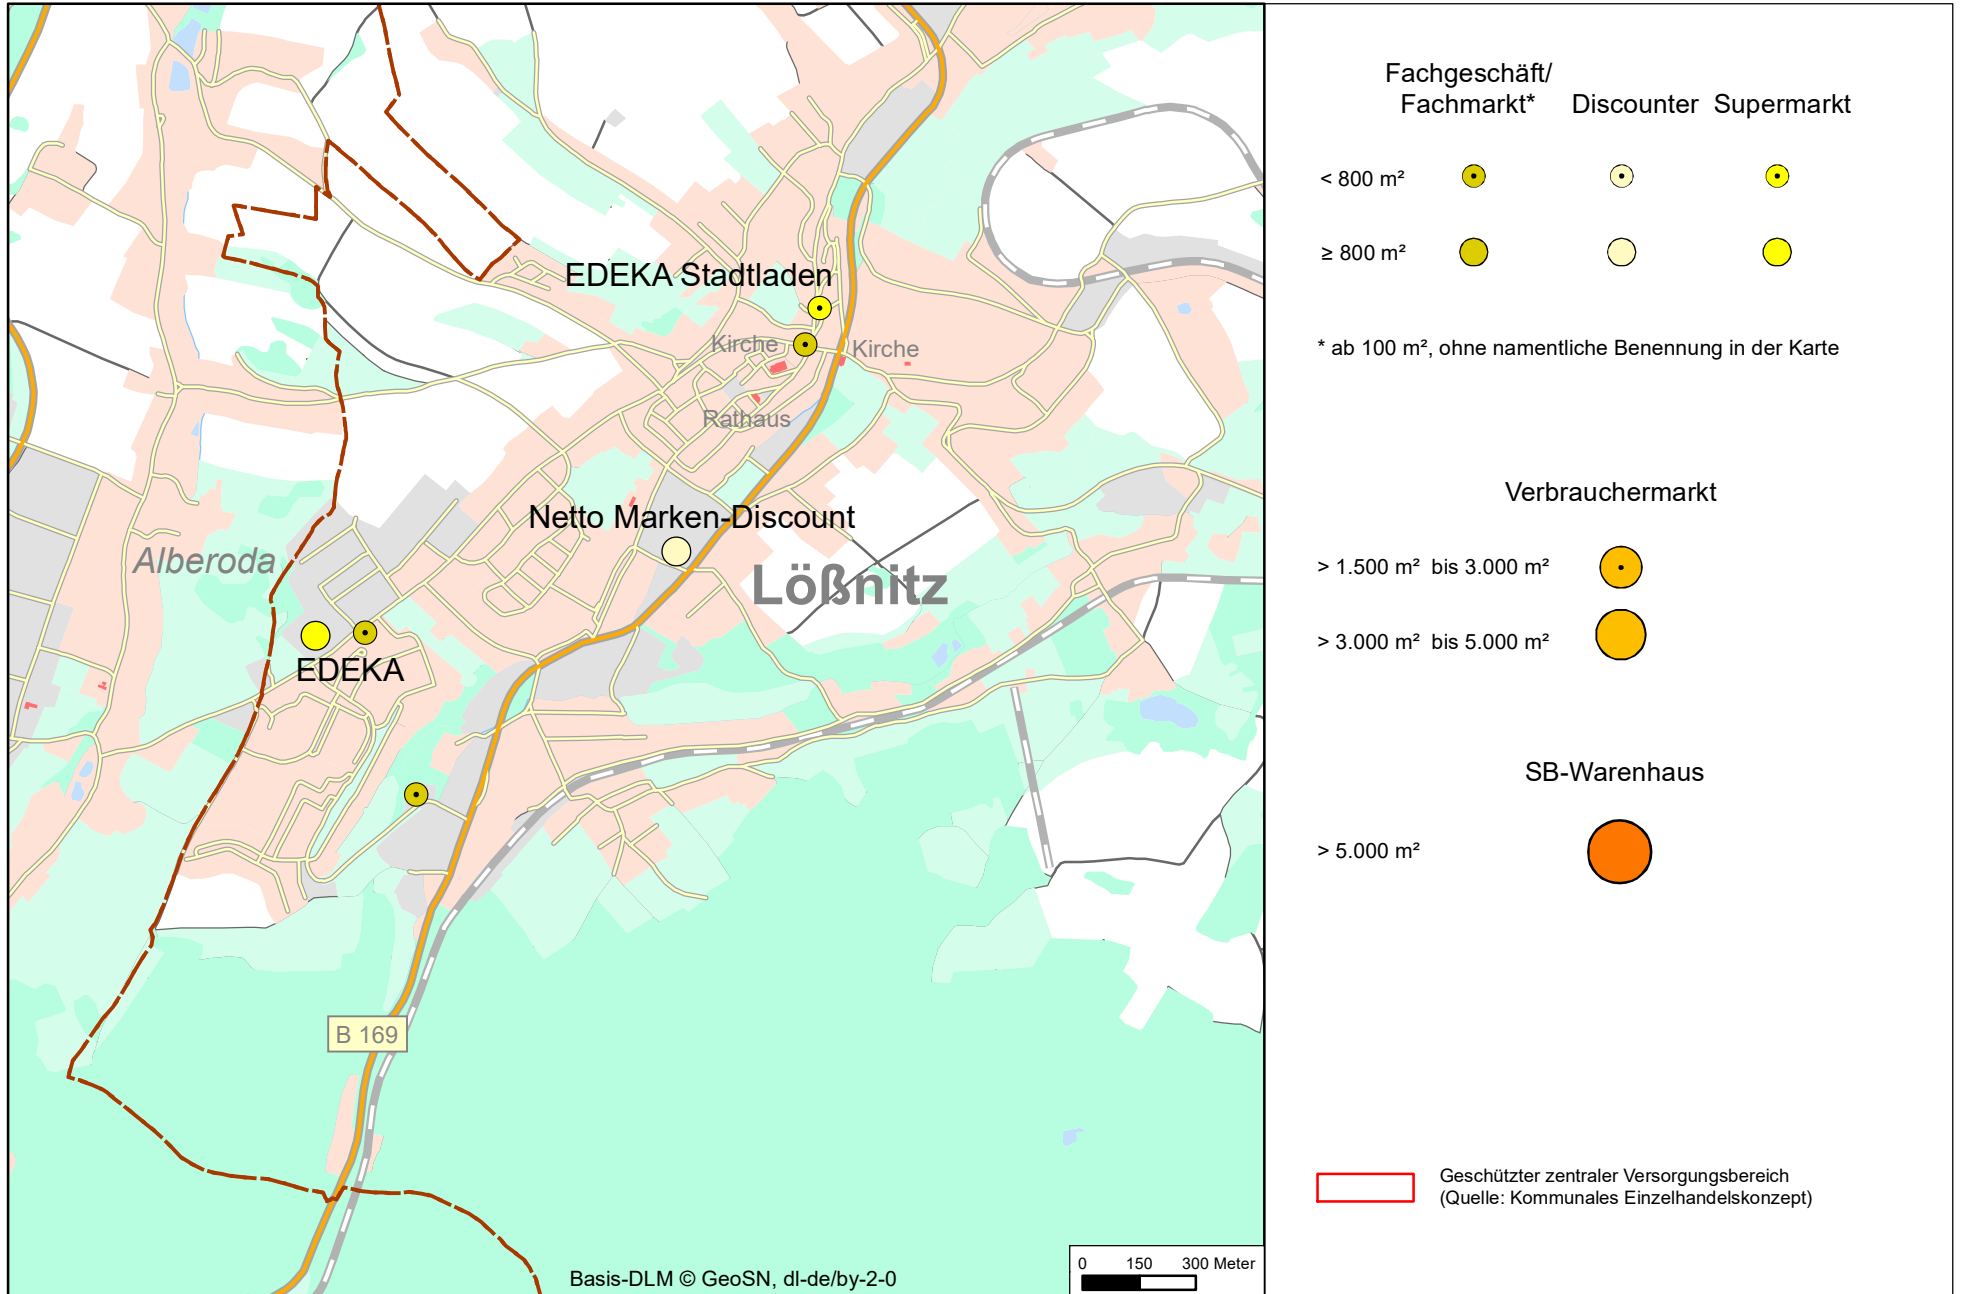 EDEKA Stadtladen
Kirche
Kirche
Rathaus
Netto Marken-Discount
Alberoda
Lößnitz
EDEKA
B 169
Basis-DLM © GeoSN, dl-de/by-2-0
0 150 300 Meter
Fachgeschäft/
Fachmarkt* Discounter Supermarkt
< 800 m²
≥ 800 m²
* ab 100 m², ohne namentliche Benennung in der Karte
Verbrauchermarkt
> 1.500 m² bis 3.000 m²
> 3.000 m² bis 5.000 m²
SB-Warenhaus
> 5.000 m²
Geschützter zentraler Versorgungsbereich
(Quelle: Kommunales Einzelhandelskonzept)